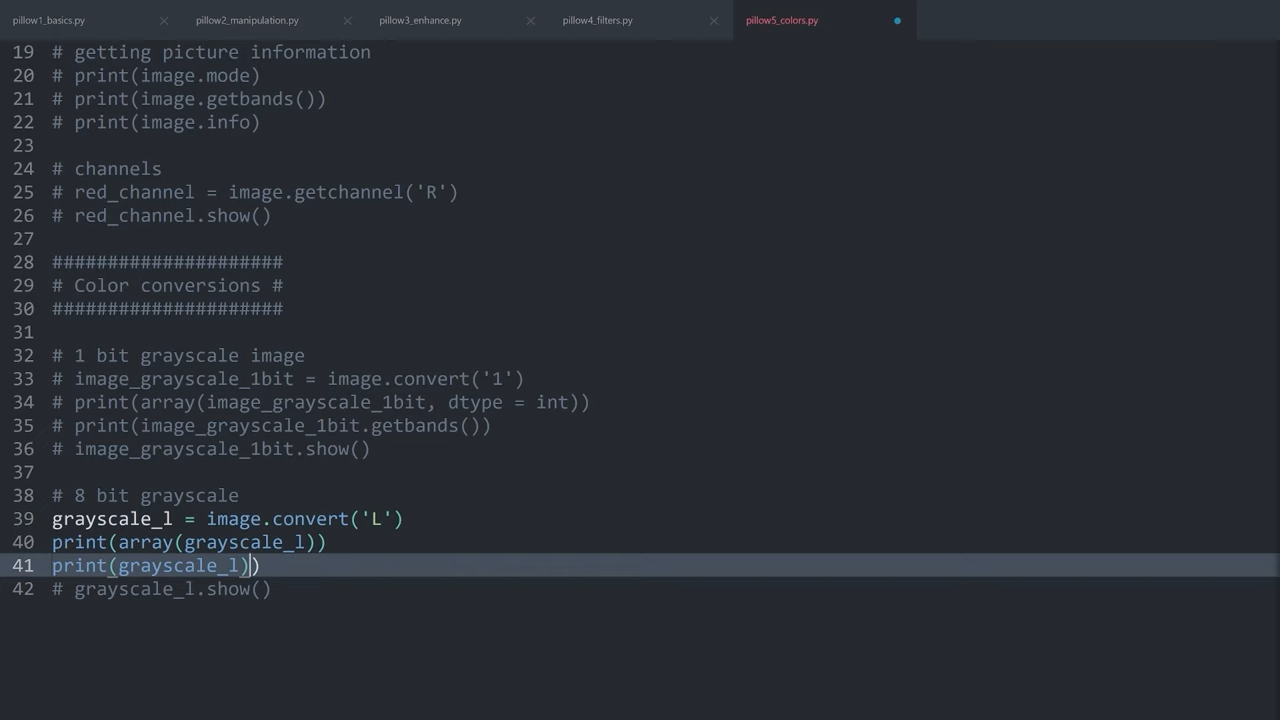 pillow1_basics.py pillow2_manipulation.py pillow3_enhance.py pillow4_filters.py pillow5_colors.py
19 # getting picture information
20 # print(image.mode)
21 # print(image.getbands())
22 # print(image.info)
23
24 # channels
25 # red_channel = image.getchannel('R')
26 # red_channel.show()
27
28 #####################
29 # Color conversions #
30 #####################
31
32 # 1 bit grayscale image
33 # image_grayscale_1bit = image.convert('1')
34 # print(array(image_grayscale_1bit, dtype = int))
35 # print(image_grayscale_1bit.getbands())
36 # image_grayscale_1bit.show()
37
38 # 8 bit grayscale
39 grayscale_l = image.convert('L')
40 print(array(grayscale_l))
41 print(grayscale_l))
42 # grayscale_l.show()